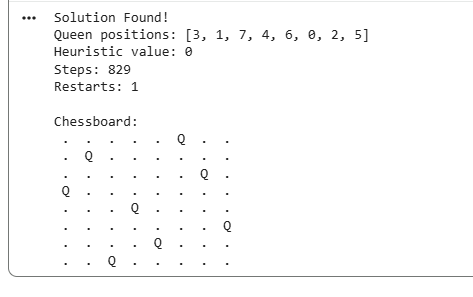 Solution Found!
Queen positions: [3, 1, 7, 4, 6, 0, 2, 5]
Heuristic value: 0
Steps: 829
Restarts: 1
Chessboard:
. . . . . Q . .
. Q . . . . . .
. . . . . . Q .
Q . . . . . . .
. . . Q . . . .
. . . . . . . Q
. . . . Q . . .
. . Q . . . . .